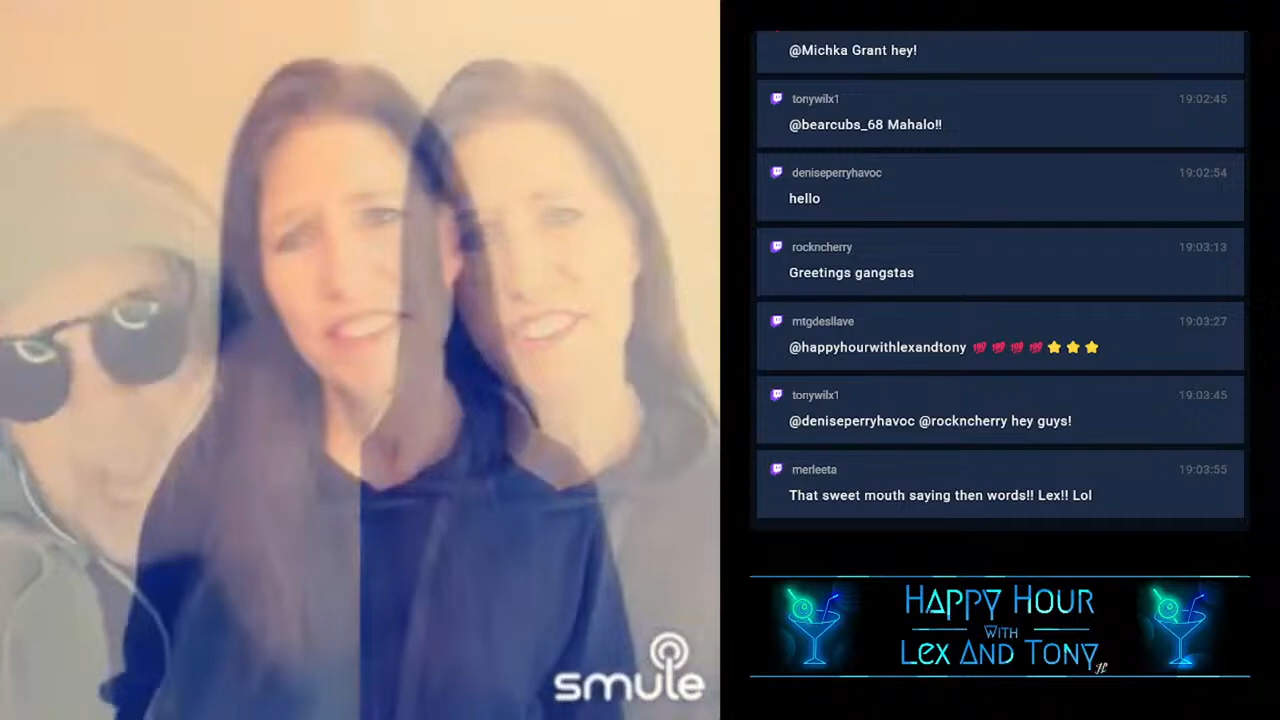 @Michka Grant hey!
tonywilx1 19:02:45
@bearcubs_68 Mahalo!!
deniseperryhavoc 19:02:54
hello
rockncherry 19:03:13
Greetings gangstas
mtgdesllave 19:03:27
@happyhourwithlexandtony 💯 💯 💯 💯 ⭐ ⭐ ⭐
tonywilx1 19:03:45
@deniseperryhavoc @rockncherry hey guys!
merleeta 19:03:55
That sweet mouth saying then words!! Lex!! Lol
smule
HAPPY HOUR
WITH
LEX AND TONY